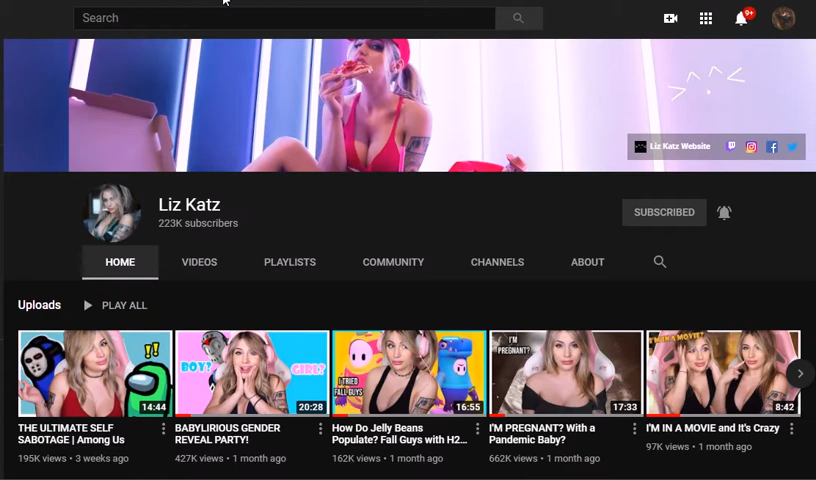 Search
9+
Liz Katz Website
Liz Katz
223K subscribers
SUBSCRIBED
HOME
VIDEOS
PLAYLISTS
COMMUNITY
CHANNELS
ABOUT
Uploads
PLAY ALL
!!
14:44
BOY?
GIRL?
20:28
I TRIED
FALL GUYS
16:55
I'M
PREGNANT?
17:33
I'M IN A MOVIE?
8:42
THE ULTIMATE SELF
SABOTAGE | Among Us
195K views • 3 weeks ago
BABYLIRIOUS GENDER
REVEAL PARTY!
427K views • 1 month ago
How Do Jelly Beans
Populate? Fall Guys with H2...
162K views • 1 month ago
I'M PREGNANT? With a
Pandemic Baby?
662K views • 1 month ago
I'M IN A MOVIE and It's Crazy
97K views • 1 month ago